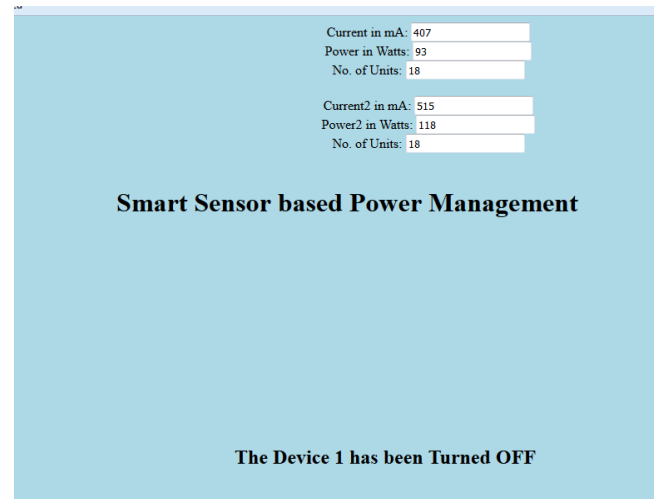 Current in mA: 407
Power in Watts: 93
No. of Units: 18
Current2 in mA: 515
Power2 in Watts: 118
No. of Units: 18
Smart Sensor based Power Management
The Device 1 has been Turned OFF